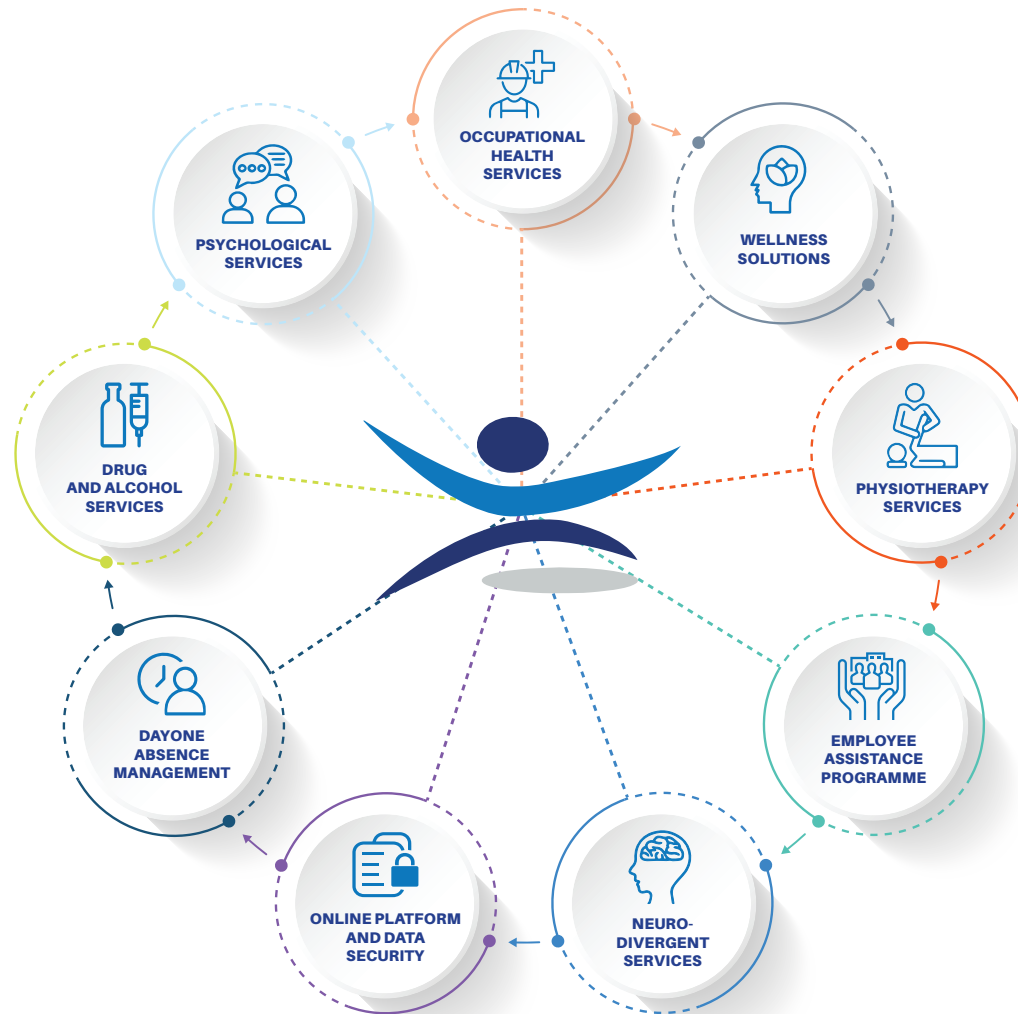 OCCUPATIONAL
HEALTH
SERVICES
WELLNESS
SOLUTIONS
PHYSIOTHERAPY
SERVICES
EMPLOYEE
ASSISTANCE
PROGRAMME
NEURO-
DIVERGENT
SERVICES
ONLINE PLATFORM
AND DATA
SECURITY
DAYONE
ABSENCE
MANAGEMENT
DRUG
AND ALCOHOL
SERVICES
PSYCHOLOGICAL
SERVICES